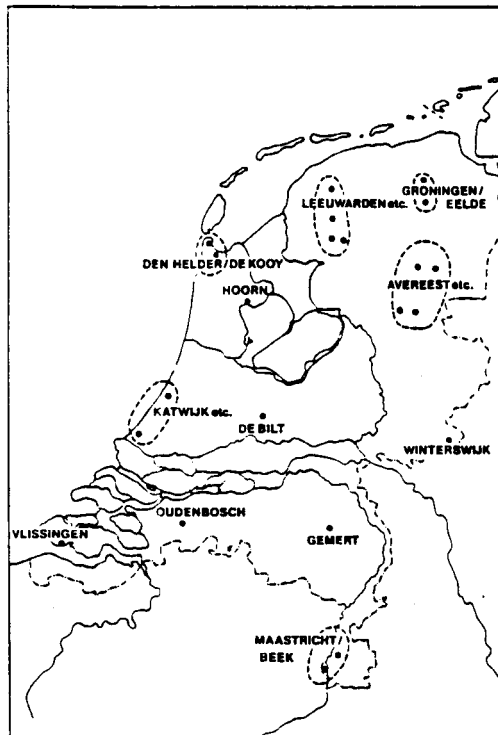 GRONINGEN/
EELDE
LEEUWARDEN etc.
DEN HELDER/DE KOOY
AVEREEST etc.
HOORN
KATWIJK etc.
DE BILT
WINTERSWIJK
OUDENBOSCH
VLISSINGEN
GEMERT
MAASTRICHT
BEEK